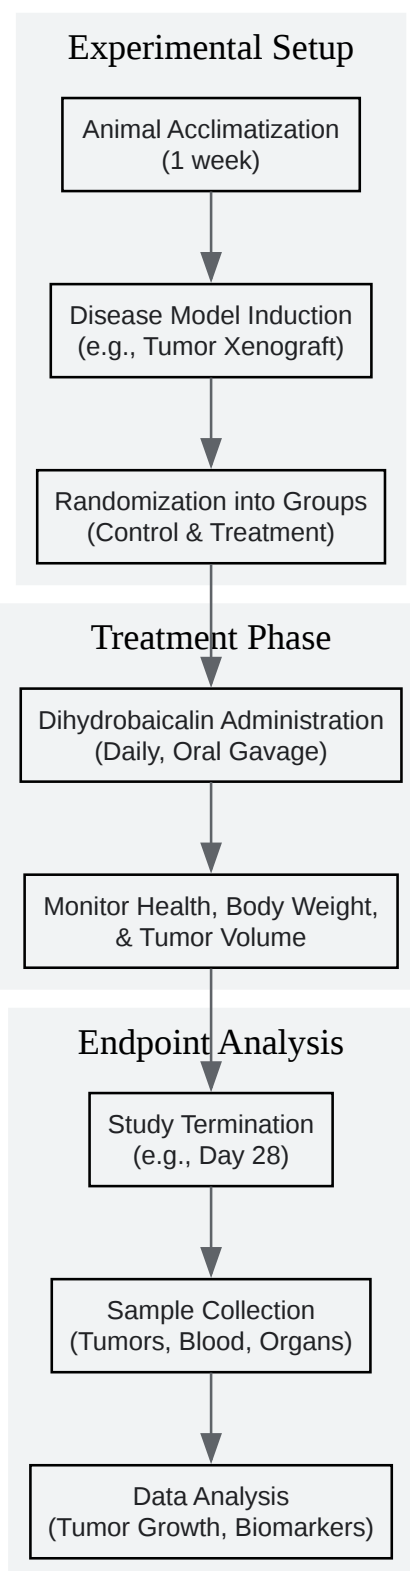 Experimental Setup
Animal Acclimatization
(1 week)
Disease Model Induction
(e.g., Tumor Xenograft)
Randomization into Groups
(Control & Treatment)
Treatment Phase
Dihydrobaicalin Administration
(Daily, Oral Gavage)
Monitor Health, Body Weight,
& Tumor Volume
Endpoint Analysis
Study Termination
(e.g., Day 28)
Sample Collection
(Tumors, Blood, Organs)
Data Analysis
(Tumor Growth, Biomarkers)